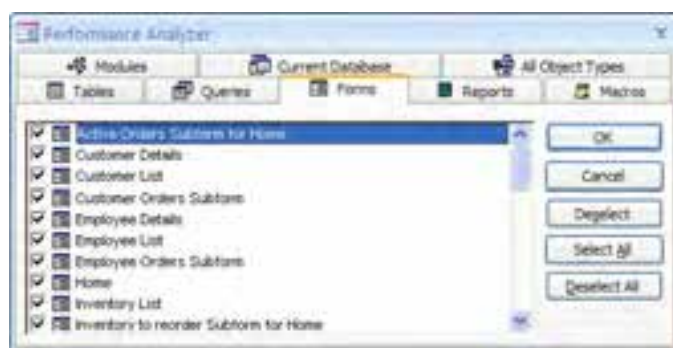 Performance Analyzer
Modules Current Database All Object Types
Tables Queries Forms Reports Macros
Active Orders Subform for Home
Customer Details
Customer List
Customer Orders Subform
Employee Details
Employee List
Employee Orders Subform
Home
Inventory List
Inventory to reorder Subform for Home
OK
Cancel
Deselect
Select All
Deselect All